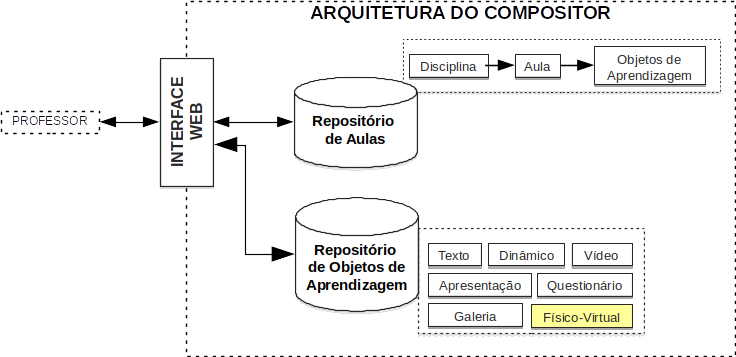 ARQUITETURA DO COMPOSITOR
Disciplina
Aula
Objetos de
Aprendizagem
PROFESSOR
INTERFACE
WEB
Repositório
de Aulas
Repositório
de Objetos de
Aprendizagem
Texto
Dinâmico
Vídeo
Apresentação
Questionário
Galeria
Físico-Virtual